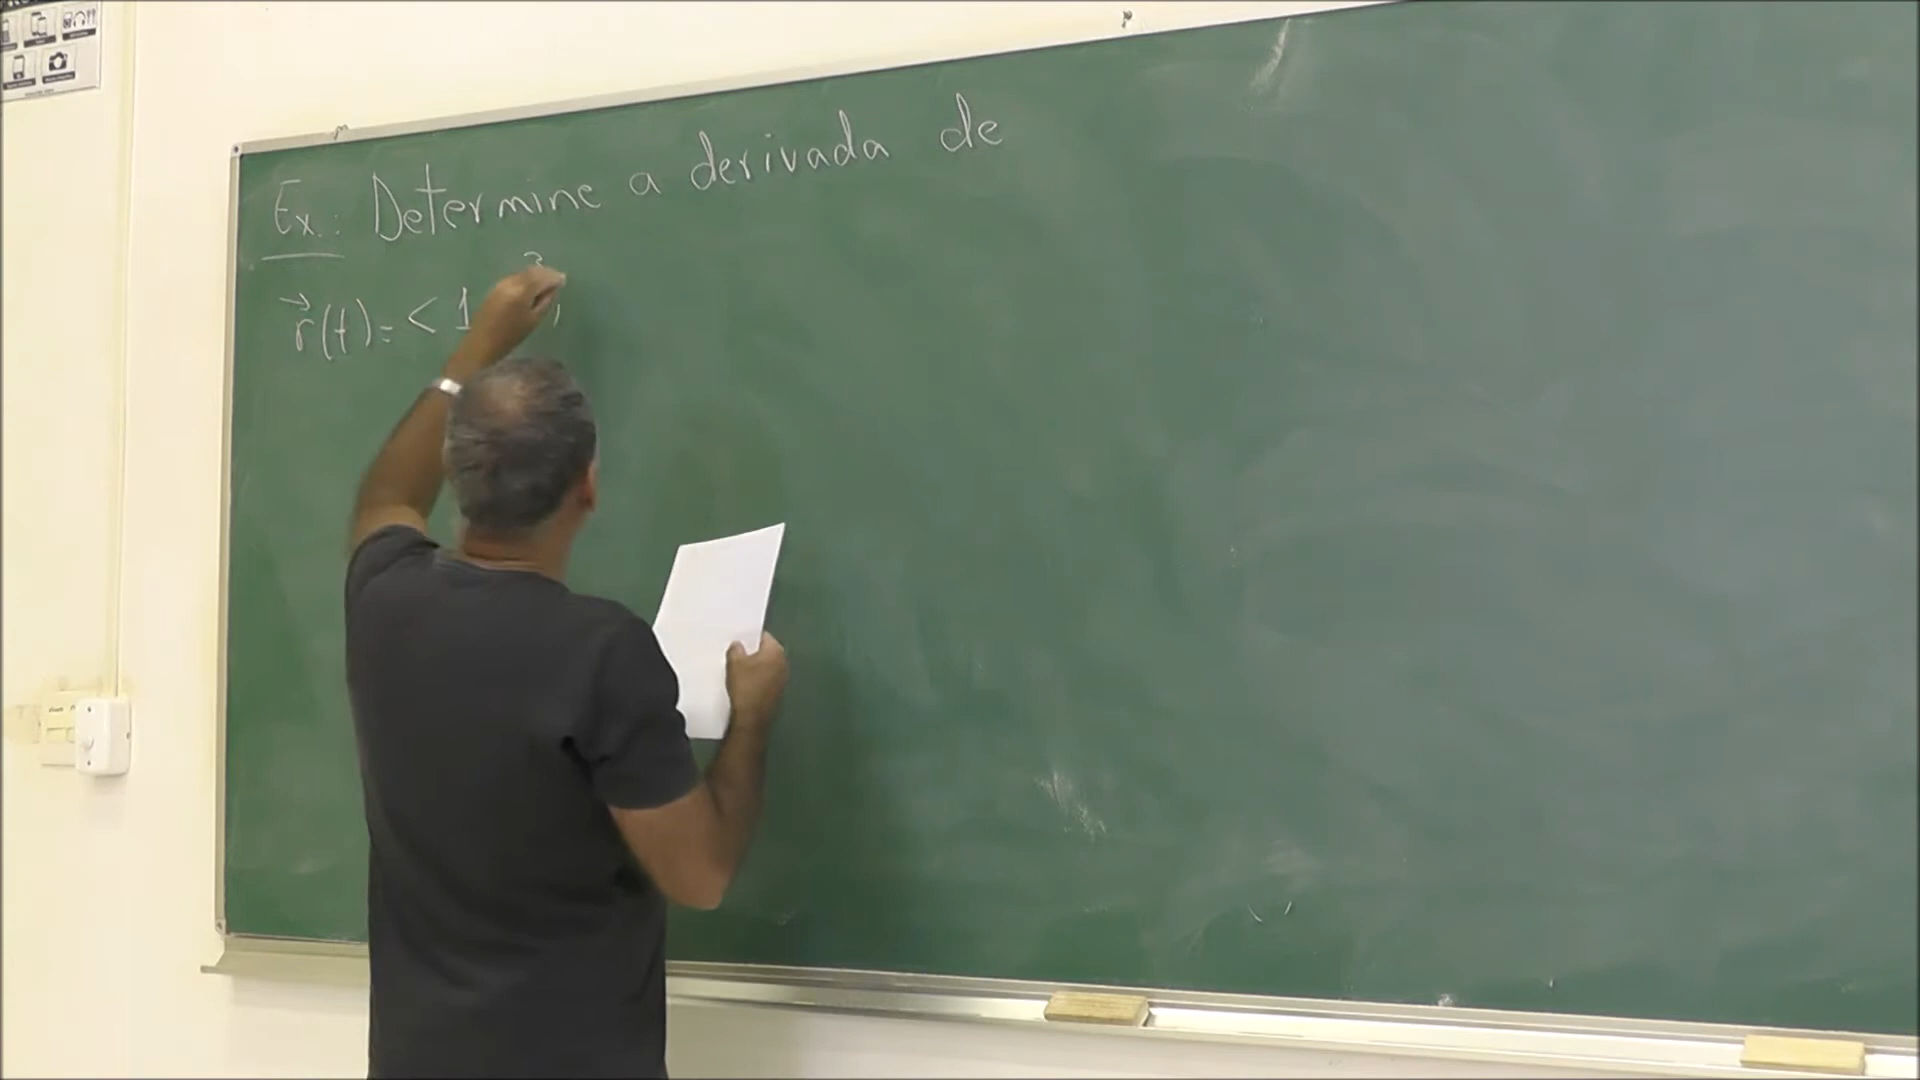 Ex.: Determine a derivada de
r⃗(t) = < 1